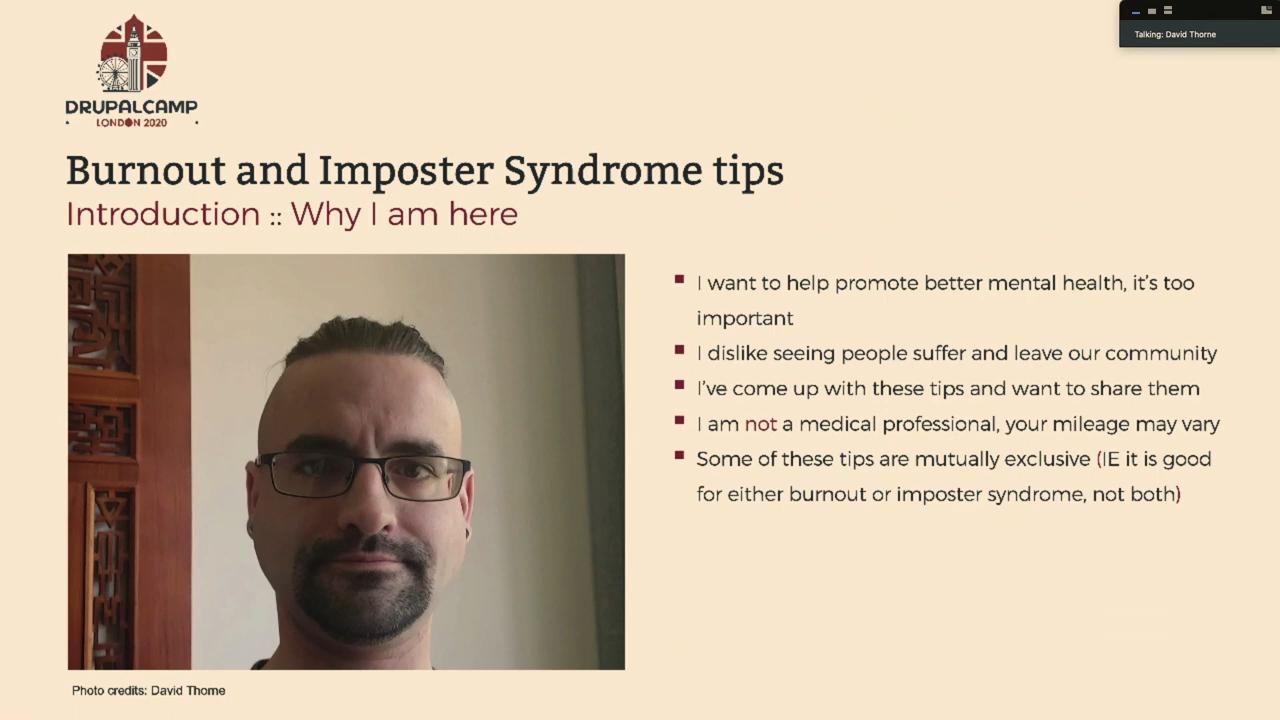 Talking: David Thorne
DRUPALCAMP
LONDON 2020
Burnout and Imposter Syndrome tips
Introduction :: Why I am here
I want to help promote better mental health, it's too
important
I dislike seeing people suffer and leave our community
I've come up with these tips and want to share them
I am not a medical professional, your mileage may vary
Some of these tips are mutually exclusive (IE it is good
for either burnout or imposter syndrome, not both)
Photo credits: David Thorne